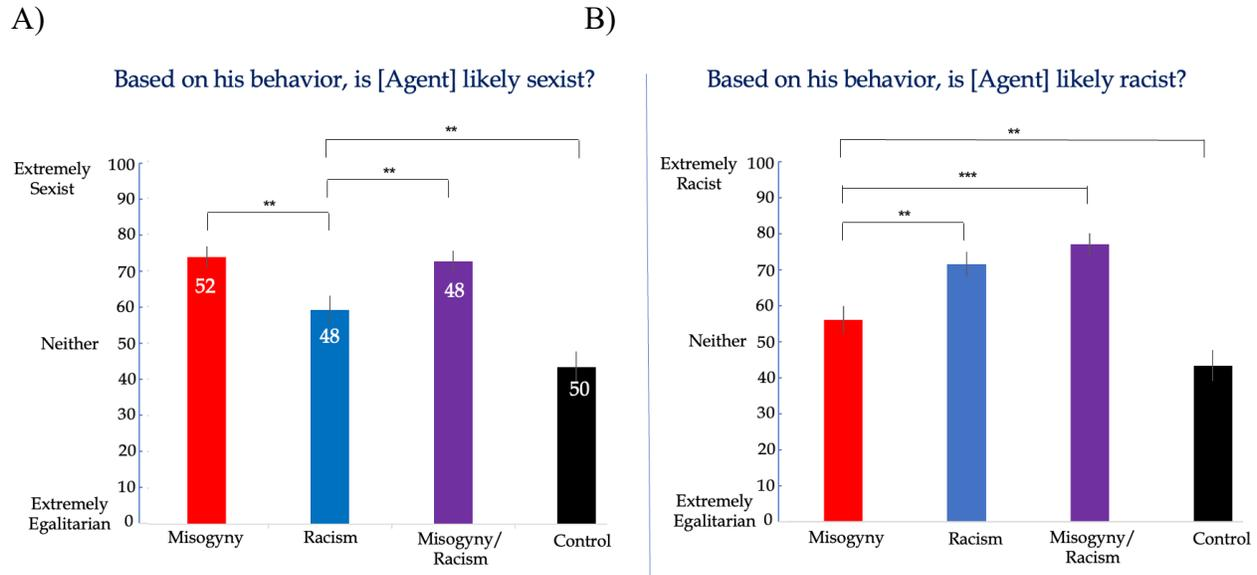 A)
B)
Based on his behavior, is [Agent] likely sexist?
**
**
**
Extremely
Sexist
100
90
80
70
60
Neither
50
40
30
20
10
Extremely
Egalitarian
0
52
48
48
50
Misogyny
Racism
Misogyny/
Racism
Control
Based on his behavior, is [Agent] likely racist?
**
***
**
Extremely
Racist
100
90
80
70
60
Neither
50
40
30
20
10
Extremely
Egalitarian
0
Misogyny
Racism
Misogyny/
Racism
Control